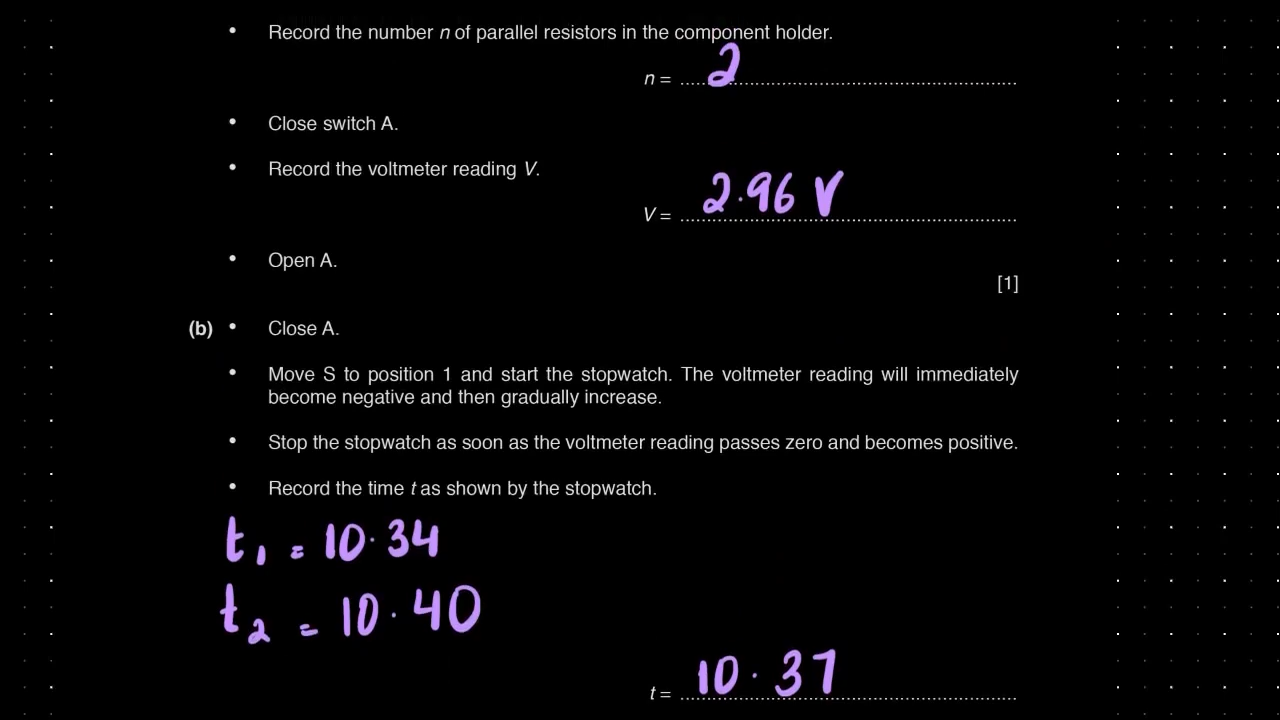 • Record the number n of parallel resistors in the component holder.
n = 2
• Close switch A.
• Record the voltmeter reading V.
V = 2.96 V
• Open A.
[1]
(b) • Close A.
• Move S to position 1 and start the stopwatch. The voltmeter reading will immediately
become negative and then gradually increase.
• Stop the stopwatch as soon as the voltmeter reading passes zero and becomes positive.
• Record the time t as shown by the stopwatch.
t₁ = 10.34
t₂ = 10.40
t = 10.37